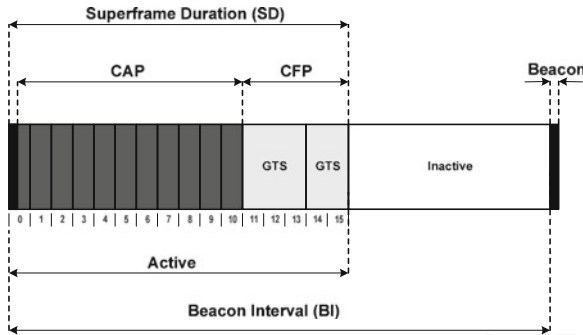 Superframe Duration (SD)
CAP CFP Beacon
GTS GTS Inactive
0 1 2 3 4 5 6 7 8 9 10 11 12 13 14 15
Active
Beacon Interval (BI)